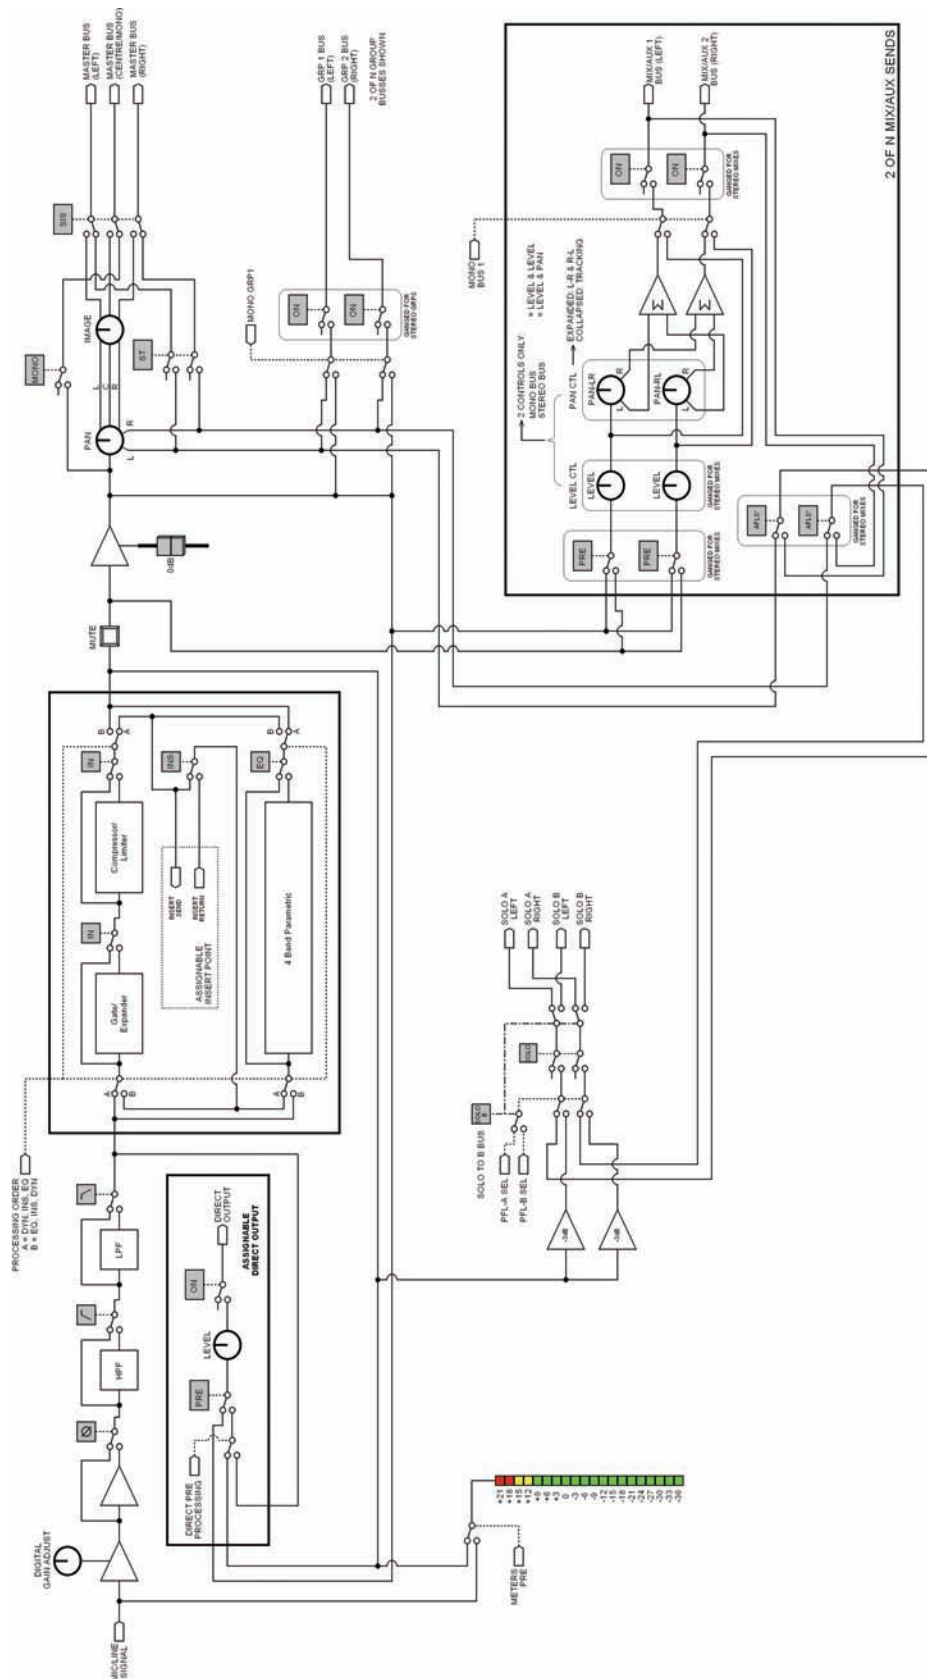 MIC/LINE
SIGNAL
DIGITAL
GAIN ADJUST
Ø
HPF
LPF
PROCESSING ORDER
A = DYN, INS, EQ
B = EQ, INS, DYN
METERS
PRE
+21
+18
+15
+12
+9
+6
+3
0
-3
-6
-9
-12
-15
-18
-21
-24
-27
-30
-33
-36
DIRECT PRE
PROCESSING
PRE
LEVEL
ON
DIRECT
OUTPUT
ASSIGNABLE
DIRECT OUTPUT
A
B
Gate/
Expander
IN
Compressor/
Limiter
IN
B
A
ASSIGNABLE
INSERT POINT
INSERT
SEND
INSERT
RETURN
INS
A
B
4 Band Parametric
EQ
B
A
MUTE
0dB
PAN
L
R
L
C
R
IMAGE
MONO
ST
SIS
MASTER BUS
(LEFT)
MASTER BUS
(CENTRE/MONO)
MASTER BUS
(RIGHT)
MONO GRP1
ON
ON
GANGED FOR
STEREO GRPS
GRP 1 BUS
(LEFT)
GRP 2 BUS
(RIGHT)
2 OF N GROUP
BUSSES SHOWN
-3dB
-3dB
PFL-A SEL
PFL-B SEL
SOLO TO B BUS
SOLO
B
SOLO
SOLO A
LEFT
SOLO A
RIGHT
SOLO B
LEFT
SOLO B
RIGHT
PRE
PRE
GANGED FOR
STEREO MIXES
LEVEL CTL
LEVEL
LEVEL
GANGED FOR
STEREO MIXES
PAN CTL
PAN-LR
L
R
PAN-RL
L
R
2 CONTROLS ONLY:
MONO BUS = LEVEL & LEVEL
STEREO BUS = LEVEL & PAN
EXPANDED: L-R & R-L
COLLAPSED: TRACKING
Σ
Σ
MONO
BUS 1
ON
ON
GANGED FOR
STEREO MIXES
MIX/AUX 1
BUS (LEFT)
MIX/AUX 2
BUS (RIGHT)
AFLS'
AFLS'
GANGED FOR
STEREO MIXES
2 OF N MIX/AUX SENDS